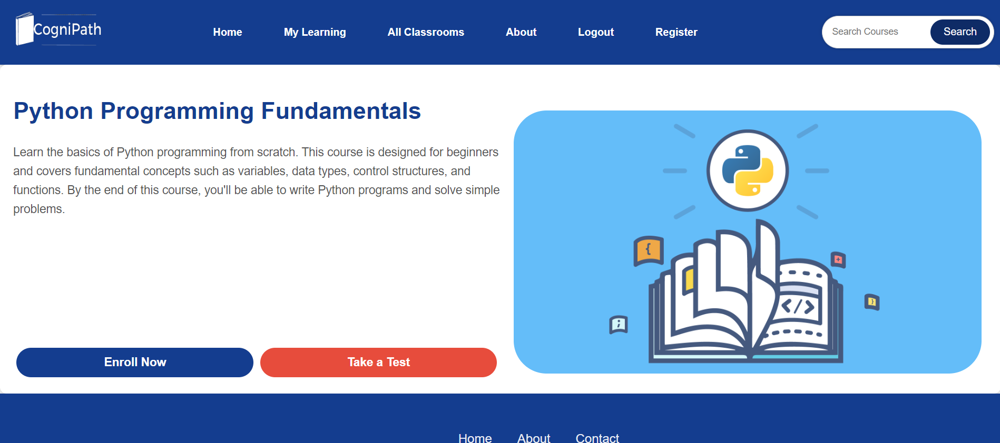 CogniPath
Home My Learning All Classrooms About Logout Register
Search Courses Search
Python Programming Fundamentals
Learn the basics of Python programming from scratch. This course is designed for beginners
and covers fundamental concepts such as variables, data types, control structures, and
functions. By the end of this course, you'll be able to write Python programs and solve simple
problems.
{
+
</>
}
;
Enroll Now Take a Test
Home About Contact